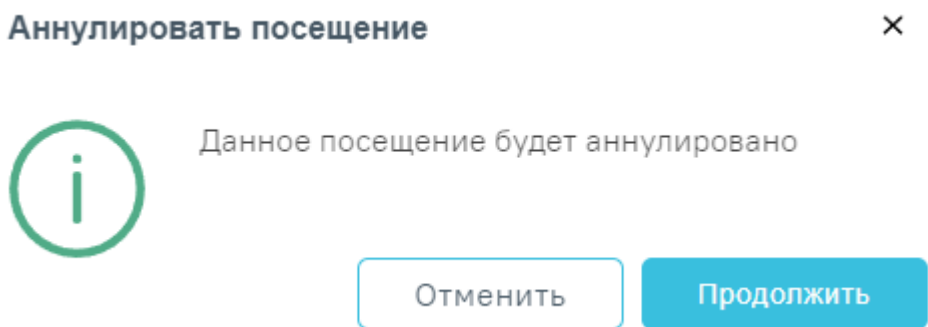 Аннулировать посещение
Данное посещение будет аннулировано
Отменить
Продолжить